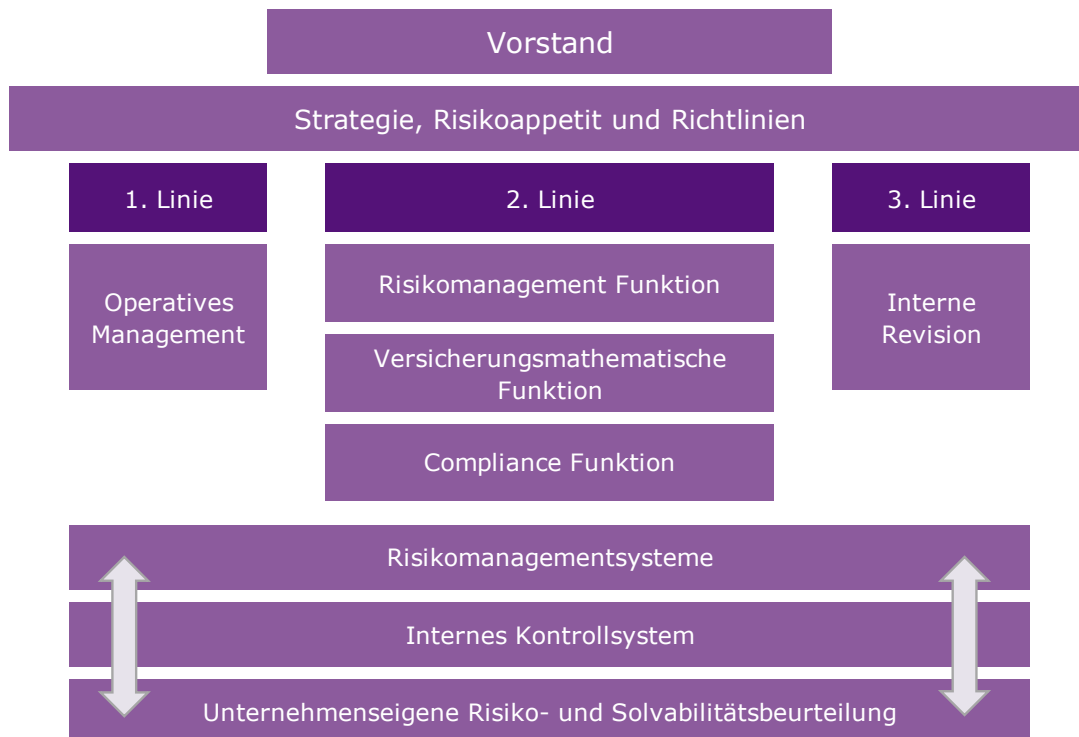 Vorstand
Strategie, Risikoappetit und Richtlinien
1. Linie
2. Linie
3. Linie
Operatives
Management
Risikomanagement Funktion
Versicherungsmathematische
Funktion
Compliance Funktion
Interne
Revision
Risikomanagementsysteme
Internes Kontrollsystem
Unternehmenseigene Risiko- und Solvabilitätsbeurteilung